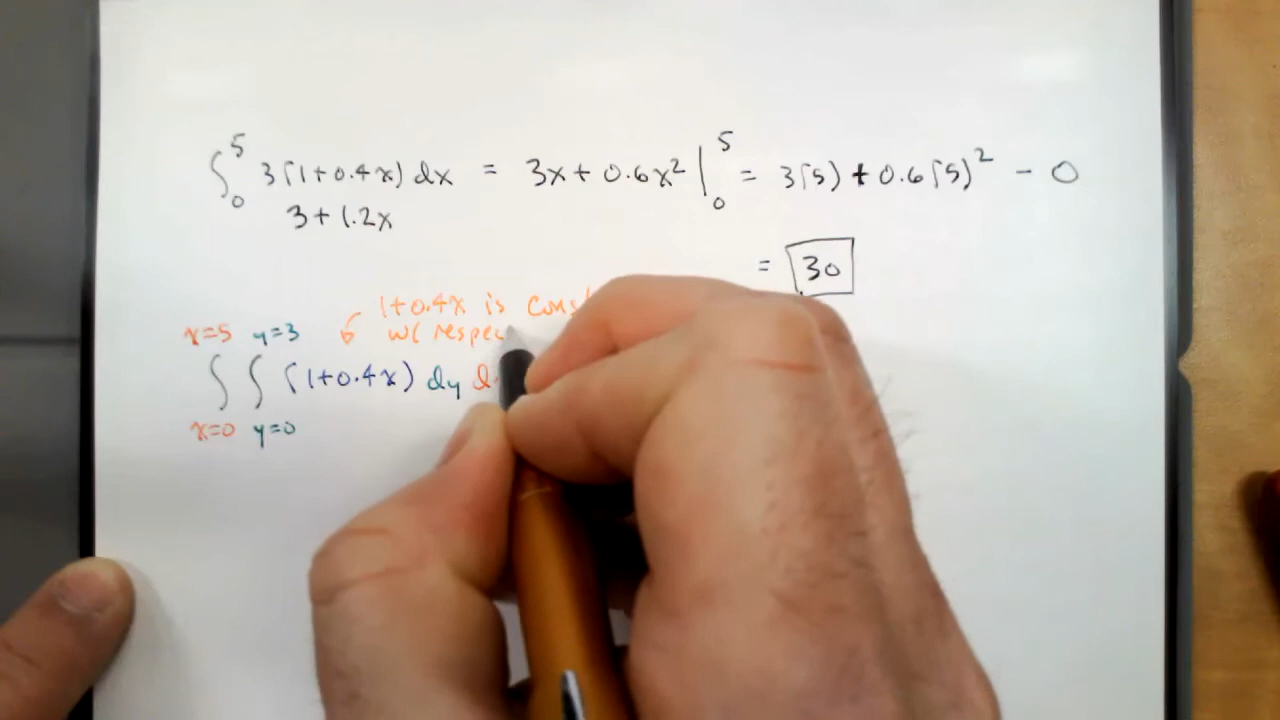 ∫₀⁵ 3(1+0.4x) dx = 3x + 0.6x² |₀⁵ = 3(5) + 0.6(5)² - 0
3 + 1.2x
= 30
1+0.4x is
w/
x=5 y=3
∫ ∫ (1+0.4x) dy
x=0 y=0